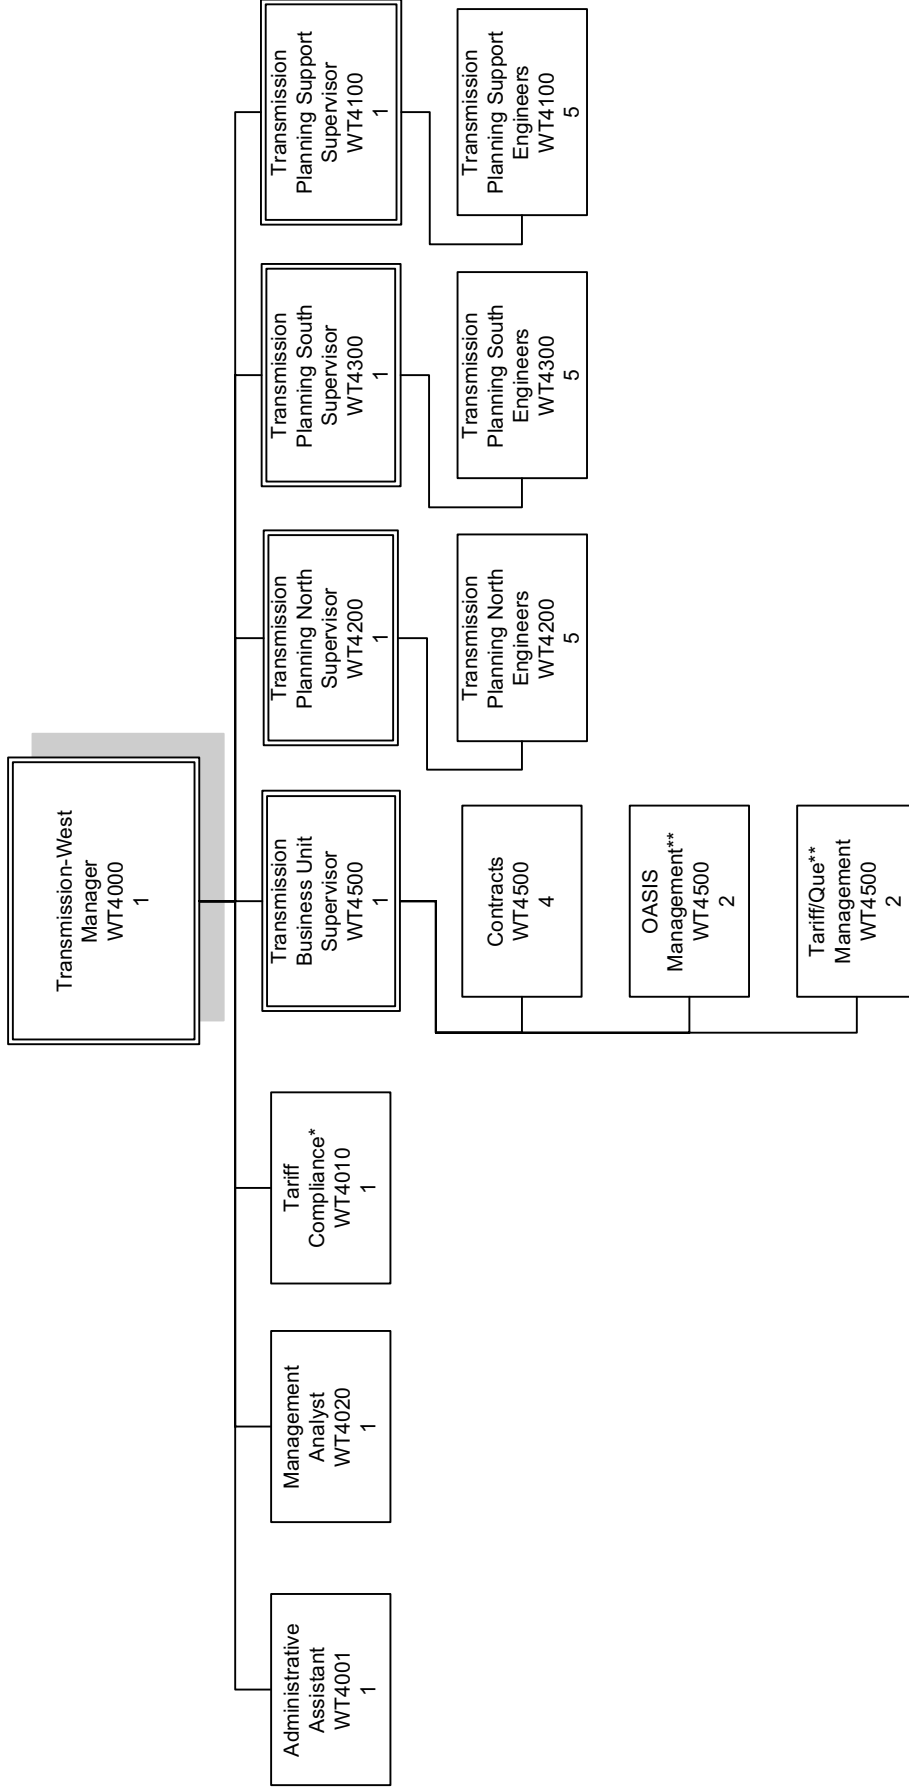 Transmission-West
Manager
WT4000
1
Administrative
Assistant
WT4001
1
Management
Analyst
WT4020
1
Tariff
Compliance*
WT4010
1
Transmission
Business Unit
Supervisor
WT4500
1
Transmission
Planning North
Supervisor
WT4200
1
Transmission
Planning South
Supervisor
WT4300
1
Transmission
Planning Support
Supervisor
WT4100
1
Contracts
WT4500
4
OASIS
Management**
WT4500
2
Tariff/Que**
Management
WT4500
2
Transmission
Planning North
Engineers
WT4200
5
Transmission
Planning South
Engineers
WT4300
5
Transmission
Planning Support
Engineers
WT4100
5